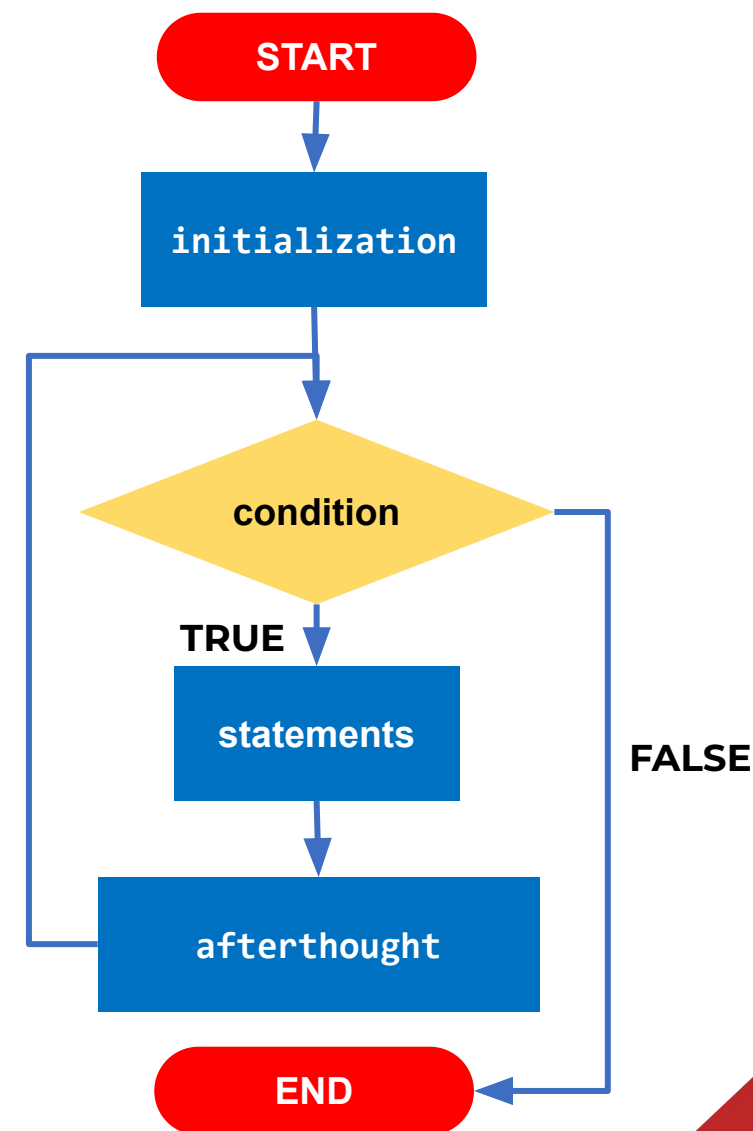 START
initialization
condition
TRUE
statements
FALSE
afterthought
END